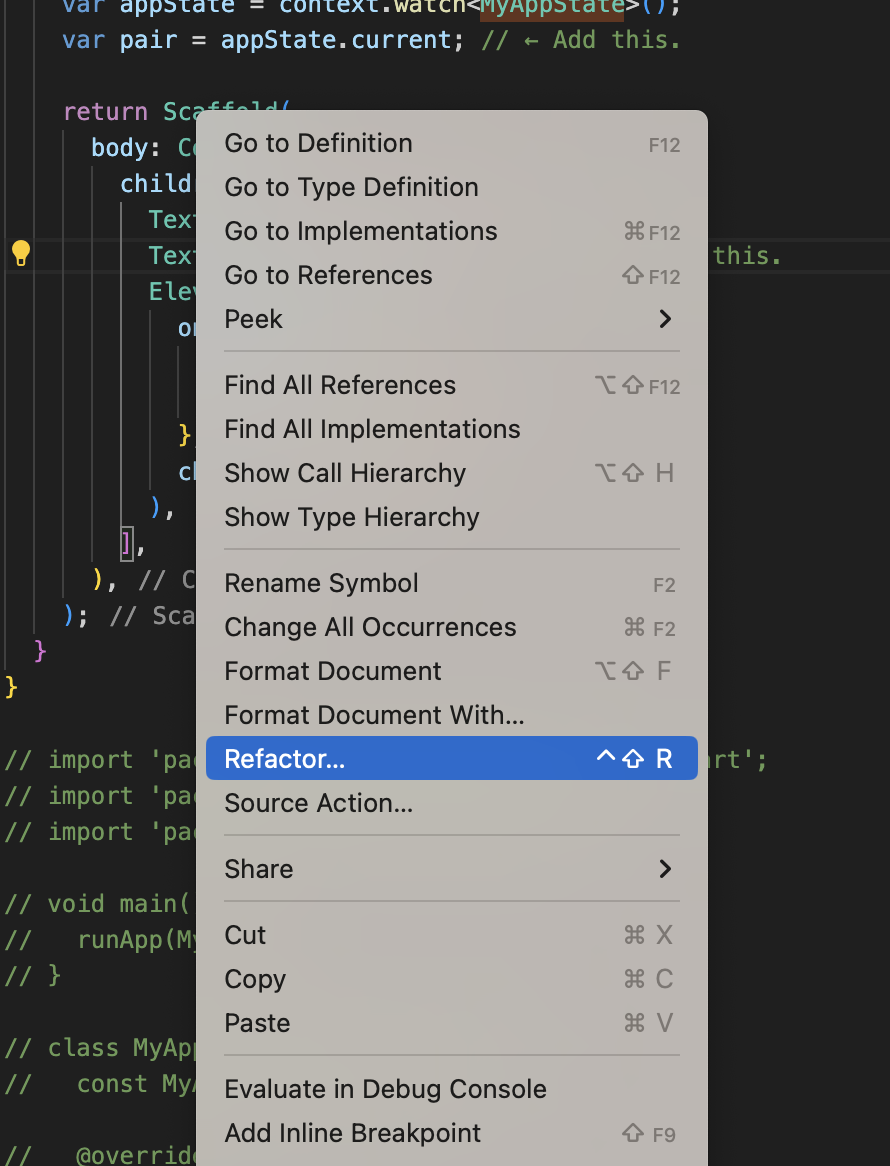 var appState = context.watch<MyAppState>();
var pair = appState.current; // ← Add this.
return Scaffold(
body: C
child
Text
Text this.
Elev
on
}
ch
),
],
), // C
); // Sca
}
}
// import 'pac art';
// import 'pac
// import 'pac
// void main(
// runApp(My
// }
// class MyApp
// const MyA
// @override
Go to Definition F12
Go to Type Definition
Go to Implementations ⌘F12
Go to References ⇧F12
Peek >
Find All References ⌥⇧F12
Find All Implementations
Show Call Hierarchy ⌥⇧ H
Show Type Hierarchy
Rename Symbol F2
Change All Occurrences ⌘ F2
Format Document ⌥⇧ F
Format Document With...
Refactor... ^⇧ R
Source Action...
Share >
Cut ⌘ X
Copy ⌘ C
Paste ⌘ V
Evaluate in Debug Console
Add Inline Breakpoint ⇧ F9